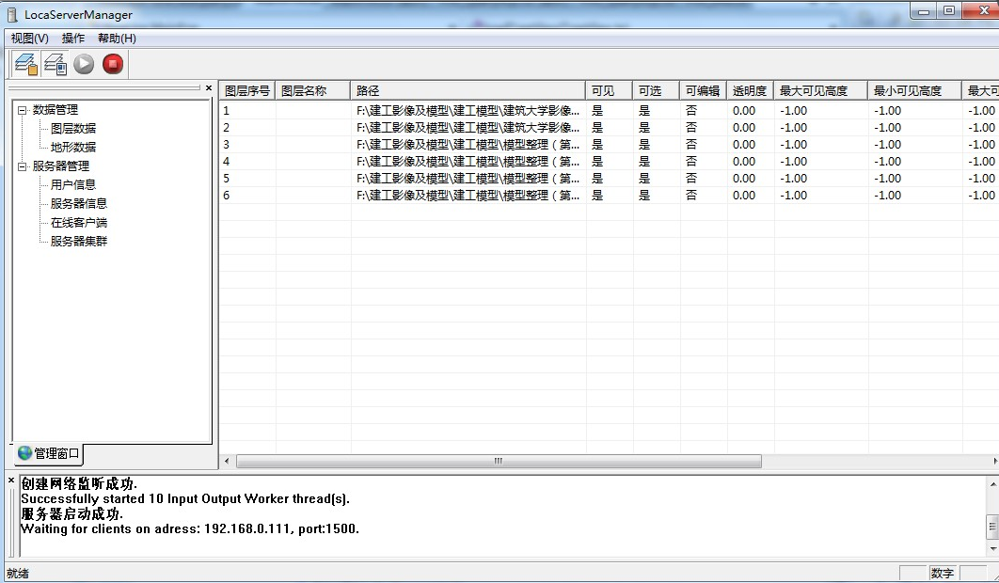 LocaServerManager
视图(V) 操作 帮助(H)
数据管理
图层数据
地形数据
服务器管理
用户信息
服务器信息
在线客户端
服务器集群
管理窗口
图层序号 图层名称 路径 可见 可选 可编辑 透明度 最大可见高度 最小可见高度 最大可
1 F:\建工影像及模型\建工模型\建筑大学影像... 是 是 否 0.00 -1.00 -1.00 -1.00
2 F:\建工影像及模型\建工模型\建筑大学影像... 是 是 否 0.00 -1.00 -1.00 -1.00
3 F:\建工影像及模型\建工模型\模型整理（第... 是 是 否 0.00 -1.00 -1.00 -1.00
4 F:\建工影像及模型\建工模型\模型整理（第... 是 是 否 0.00 -1.00 -1.00 -1.00
5 F:\建工影像及模型\建工模型\模型整理（第... 是 是 否 0.00 -1.00 -1.00 -1.00
6 F:\建工影像及模型\建工模型\模型整理（第... 是 是 否 0.00 -1.00 -1.00 -1.00
创建网络监听成功.
Successfully started 10 Input Output Worker thread(s).
服务器启动成功.
Waiting for clients on adress: 192.168.0.111, port:1500.
就绪
数字